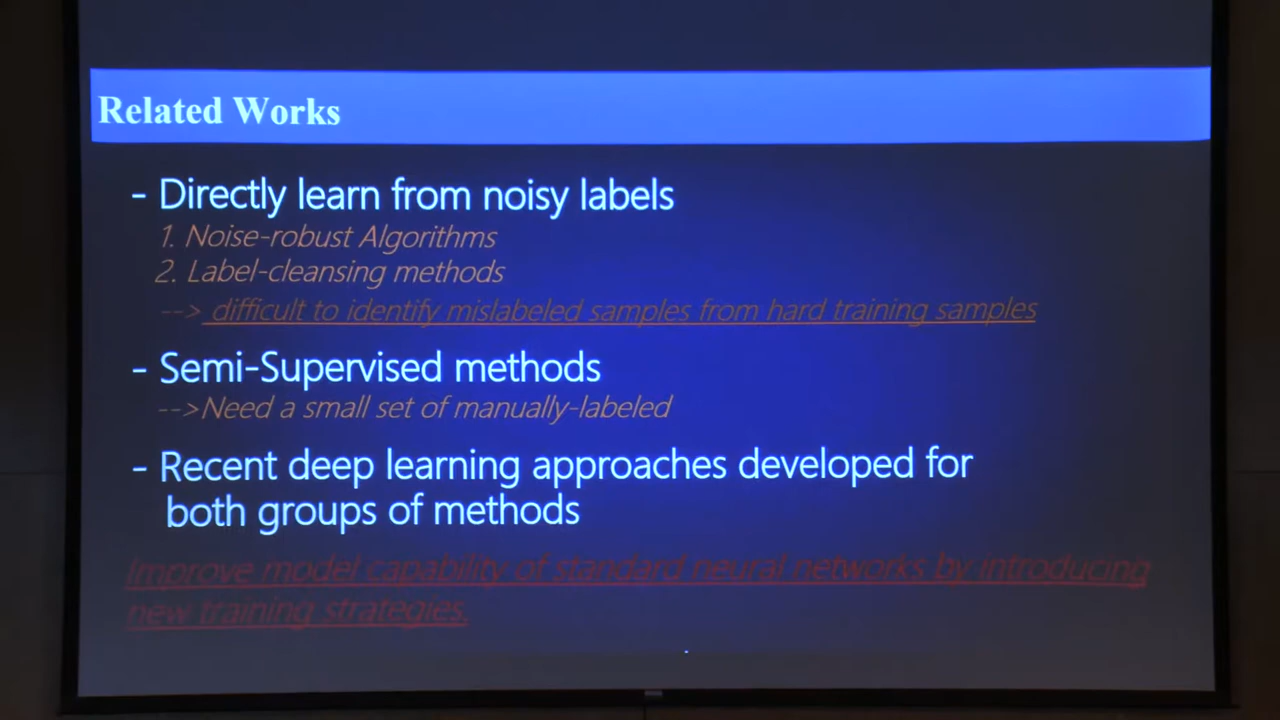 Related Works
- Directly learn from noisy labels
1. Noise-robust Algorithms
2. Label-cleansing methods
--> difficult to identify mislabeled samples from hard training samples
- Semi-Supervised methods
-->Need a small set of manually-labeled
- Recent deep learning approaches developed for
both groups of methods
Improve model capability of standard neural networks by introducing
new training strategies.